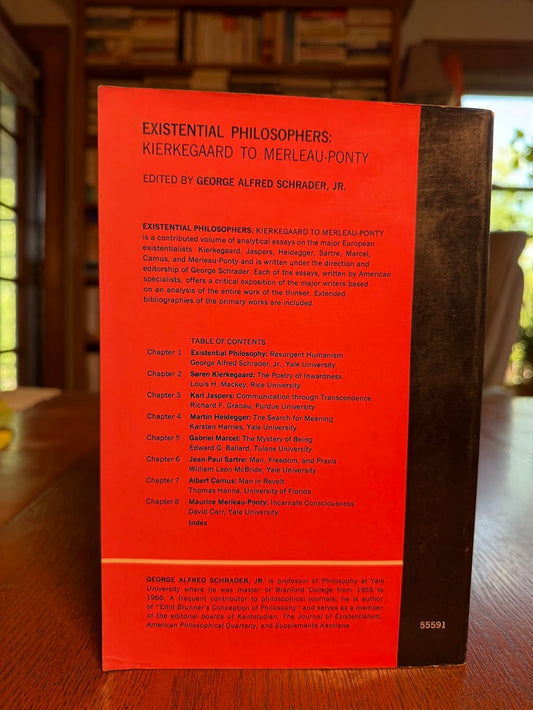 EXISTENTIAL PHILOSOPHERS:
KIERKEGAARD TO MERLEAU-PONTY
EDITED BY GEORGE ALFRED SCHRADER, JR.
EXISTENTIAL PHILOSOPHERS: KIERKEGAARD TO MERLEAU-PONTY
is a contributed volume of analytical essays on the major European
existentialists Kierkegaard, Jaspers, Heidegger, Sartre, Marcel,
Camus, and Merleau-Ponty and is written under the direction and
editorship of George Schrader. Each of the essays, written by American
specialists, offers a critical exposition of the major writers based
on an analysis of the entire work of the thinker. Extended
bibliographies of the primary works are included.
TABLE OF CONTENTS
Chapter 1 Existential Philosophy: Resurgent Humanism
George Alfred Schrader, Jr., Yale University
Chapter 2 Søren Kierkegaard: The Poetry of Inwardness
Louis H. Mackey, Rice University
Chapter 3 Karl Jaspers: Communication through Transcendence
Richard F. Grabau, Purdue University
Chapter 4 Martin Heidegger: The Search for Meaning
Karsten Harries, Yale University
Chapter 5 Gabriel Marcel: The Mystery of Being
Edward G. Ballard, Tulane University
Chapter 6 Jean-Paul Sartre: Man, Freedom, and Praxis
William Leon McBride, Yale University
Chapter 7 Albert Camus: Man in Revolt
Thomas Hanna, University of Florida
Chapter 8 Maurice Merleau-Ponty: Incarnate Consciousness
David Carr, Yale University
Index
GEORGE ALFRED SCHRADER, JR. is professor of Philosophy at Yale
University where he was master of Branford College from 1959 to
1966. A frequent contributor to philosophical journals, he is author
of "Emil Brunner's Conception of Philosophy" and serves as a member
of the editorial boards of Kantstudien, The Journal of Existentialism,
American Philosophical Quarterly, and Supplementa Kantiana.
55591